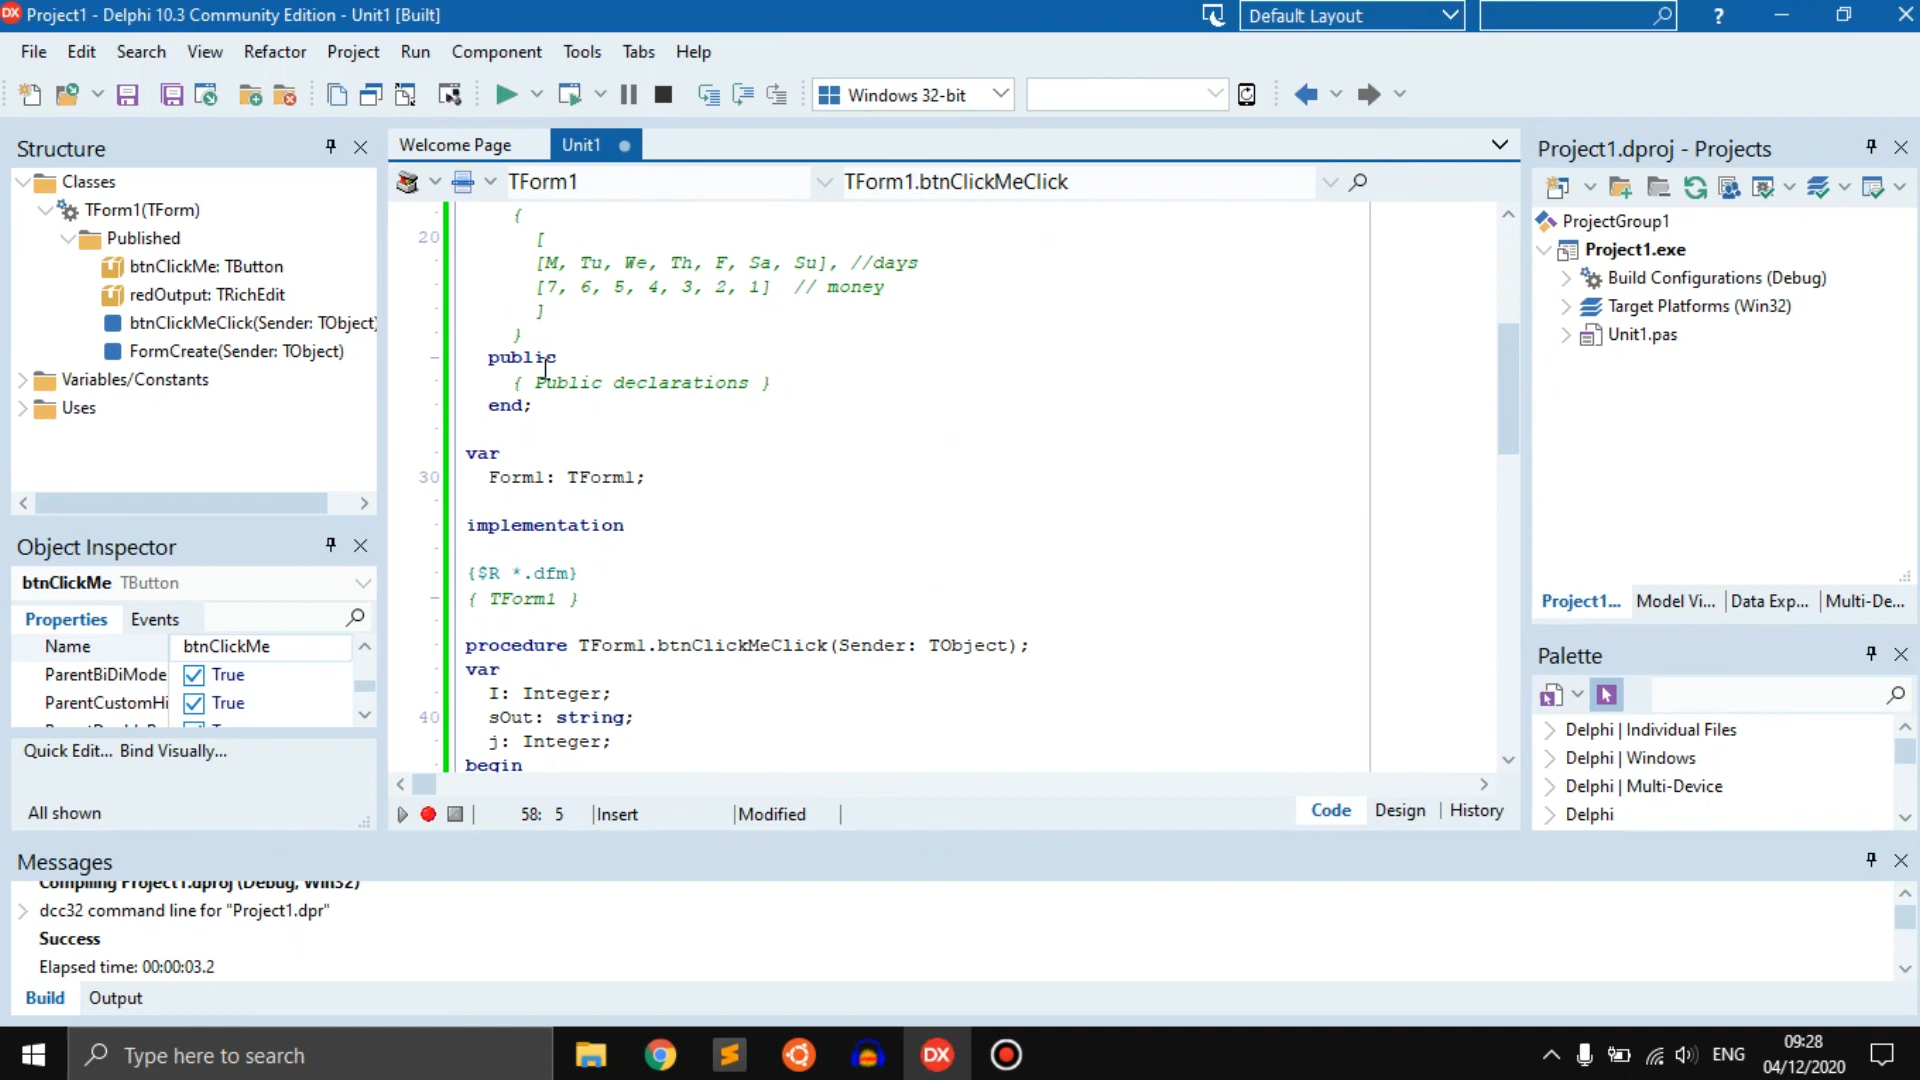 DX Project1 - Delphi 10.3 Community Edition - Unit1 [Built]
Default Layout
?
File Edit Search View Refactor Project Run Component Tools Tabs Help
Windows 32-bit
Structure
Classes
TForm1(TForm)
Published
btnClickMe: TButton
redOutput: TRichEdit
btnClickMeClick(Sender: TObject)
FormCreate(Sender: TObject)
Variables/Constants
Uses
Object Inspector
btnClickMe TButton
Properties Events
Name btnClickMe
ParentBiDiMode True
ParentCustomHi True
Quick Edit... Bind Visually...
All shown
Welcome Page Unit1
TForm1 TForm1.btnClickMeClick
{
20 [
[M, Tu, We, Th, F, Sa, Su], //days
[7, 6, 5, 4, 3, 2, 1] // money
]
}
public
{ Public declarations }
end;
var
30 Form1: TForm1;
implementation
{$R *.dfm}
{ TForm1 }
procedure TForm1.btnClickMeClick(Sender: TObject);
var
I: Integer;
40 sOut: string;
j: Integer;
begin
58: 5 Insert Modified
Code Design History
Project1.dproj - Projects
ProjectGroup1
Project1.exe
Build Configurations (Debug)
Target Platforms (Win32)
Unit1.pas
Project1... Model Vi... Data Exp... Multi-De...
Palette
Delphi | Individual Files
Delphi | Windows
Delphi | Multi-Device
Delphi
Messages
Compiling Project1.dproj (Debug, Win32)
dcc32 command line for "Project1.dpr"
Success
Elapsed time: 00:00:03.2
Build Output
Type here to search
DX
ENG
09:28
04/12/2020